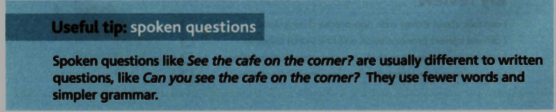 Useful tip: spoken questions
Spoken questions like See the cafe on the corner? are usually different to written
questions, like Can you see the cafe on the corner? They use fewer words and
simpler grammar.